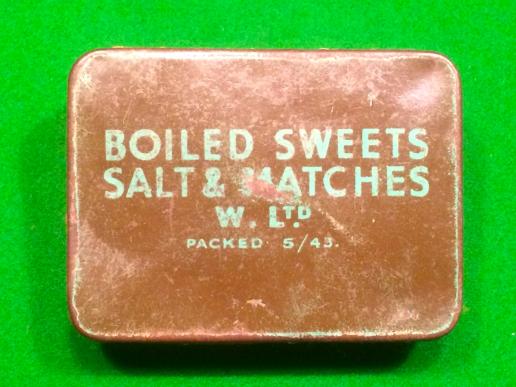 BOILED SWEETS
SALT & MATCHES
W. LTD.
PACKED 5/43.